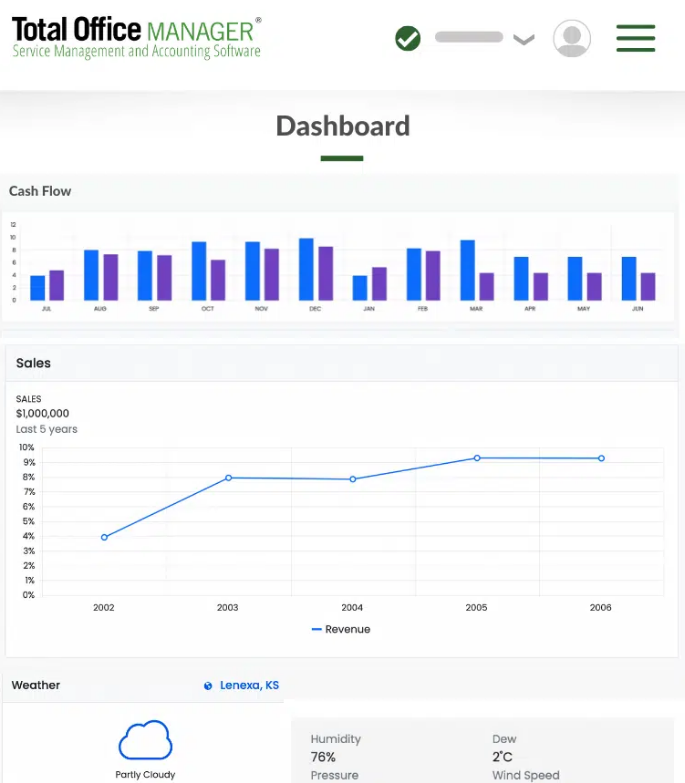 Total Office MANAGER®
Service Management and Accounting Software
Dashboard
Cash Flow
12
10
8
6
4
2
0
JUL AUG SEP OCT NOV DEC JAN FEB MAR APR MAY JUN
Sales
SALES
$1,000,000
Last 5 years
10%
9%
8%
7%
6%
5%
4%
3%
2%
1%
0%
2002 2003 2004 2005 2006
Revenue
Weather Lenexa, KS
Partly Cloudy
Humidity Dew
76% 2°C
Pressure Wind Speed